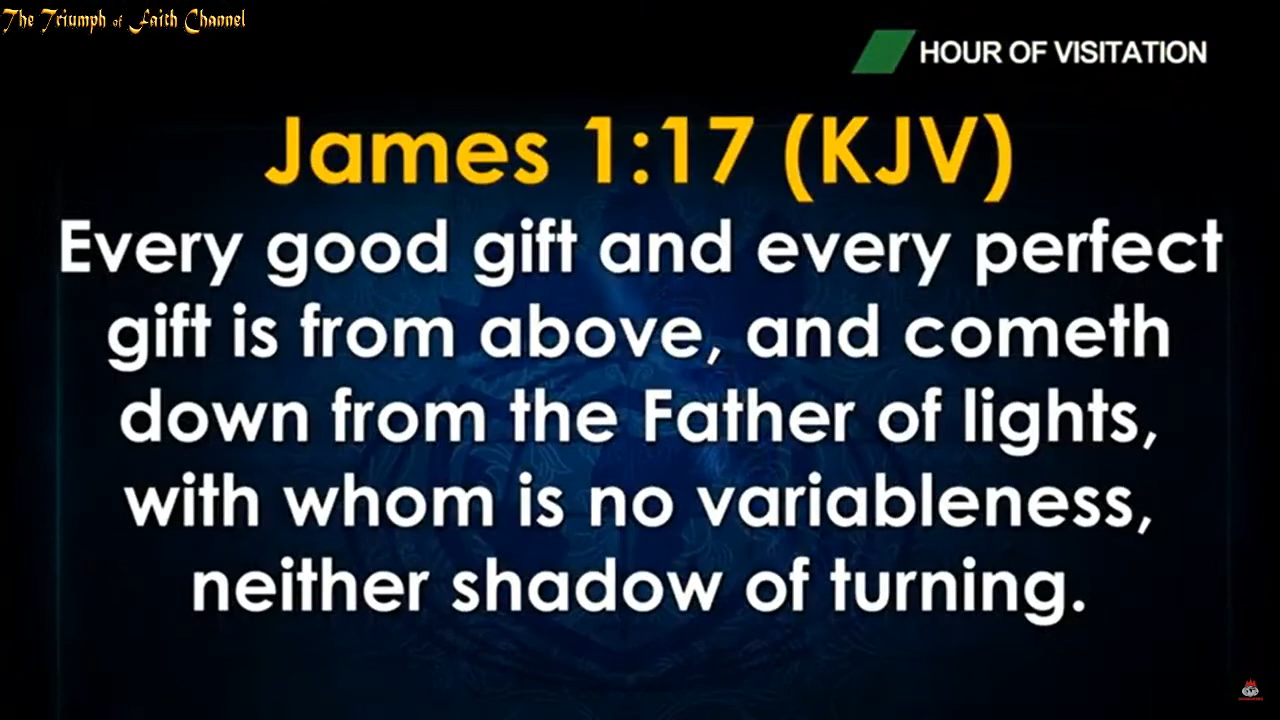 The Triumph of Faith Channel
HOUR OF VISITATION
James 1:17 (KJV)
Every good gift and every perfect
gift is from above, and cometh
down from the Father of lights,
with whom is no variableness,
neither shadow of turning.